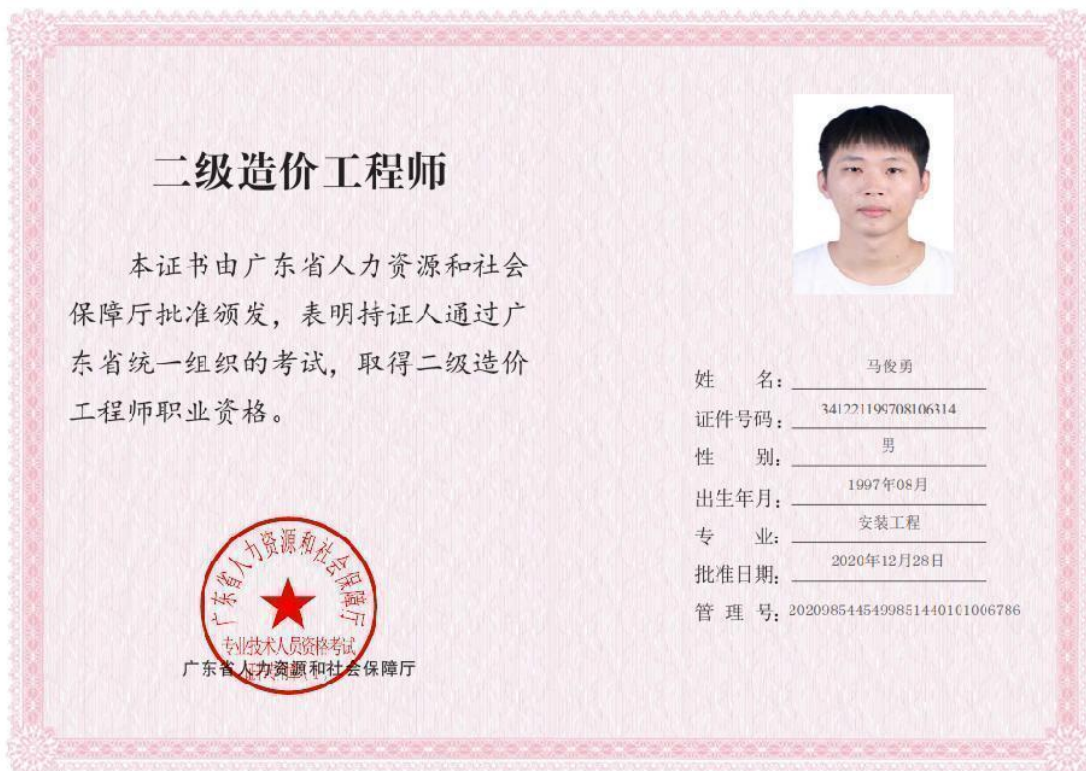 二级造价工程师
本证书由广东省人力资源和社会
保障厅批准颁发，表明持证人通过广
东省统一组织的考试，取得二级造价
工程师职业资格。
广东省人力资源和社会保障厅
专业技术人员资格考试
广东省人力资源和社会保障厅
姓 名：马俊勇
证件号码：341221199708106314
性 别：男
出生年月：1997年08月
专 业：安装工程
批准日期：2020年12月28日
管 理 号：20209854454998514401010​06786